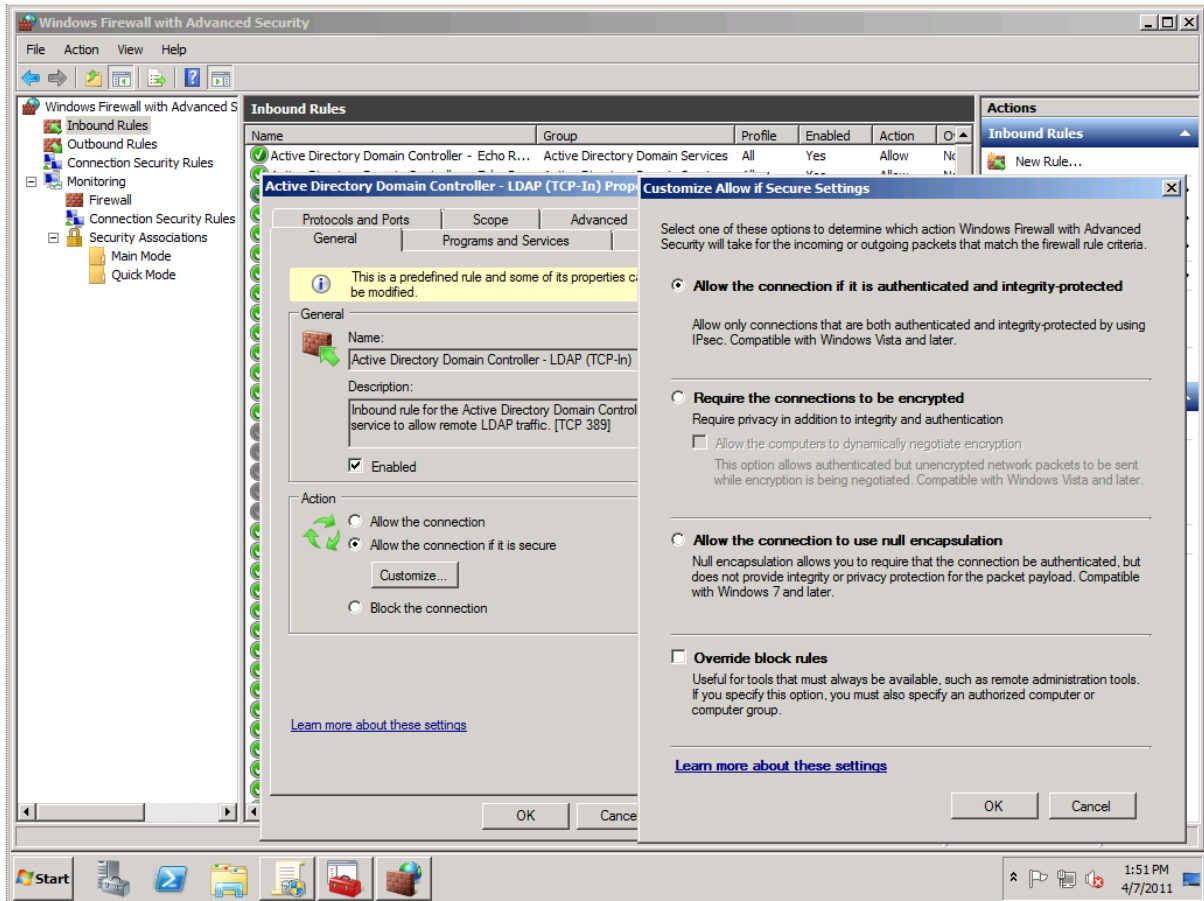 Windows Firewall with Advanced Security
File Action View Help
Windows Firewall with Advanced S
Inbound Rules
Outbound Rules
Connection Security Rules
Monitoring
Firewall
Connection Security Rules
Security Associations
Main Mode
Quick Mode
Inbound Rules
Name Group Profile Enabled Action
Active Directory Domain Controller - Echo R... Active Directory Domain Services All Yes Allow
Actions
Inbound Rules
New Rule...
Active Directory Domain Controller - LDAP (TCP-In) Prop
Protocols and Ports Scope Advanced
General Programs and Services
This is a predefined rule and some of its properties
be modified.
General
Name:
Active Directory Domain Controller - LDAP (TCP-In)
Description:
Inbound rule for the Active Directory Domain Control
service to allow remote LDAP traffic. [TCP 389]
Enabled
Action
Allow the connection
Allow the connection if it is secure
Customize...
Block the connection
Learn more about these settings
OK Cance
Customize Allow if Secure Settings
Select one of these options to determine which action Windows Firewall with Advanced
Security will take for the incoming or outgoing packets that match the firewall rule criteria.
Allow the connection if it is authenticated and integrity-protected
Allow only connections that are both authenticated and integrity-protected by using
IPsec. Compatible with Windows Vista and later.
Require the connections to be encrypted
Require privacy in addition to integrity and authentication
Allow the computers to dynamically negotiate encryption
This option allows authenticated but unencrypted network packets to be sent
while encryption is being negotiated. Compatible with Windows Vista and later.
Allow the connection to use null encapsulation
Null encapsulation allows you to require that the connection be authenticated, but
does not provide integrity or privacy protection for the packet payload. Compatible
with Windows 7 and later.
Override block rules
Useful for tools that must always be available, such as remote administration tools.
If you specify this option, you must also specify an authorized computer or
computer group.
Learn more about these settings
OK Cancel
Start
1:51 PM
4/7/2011